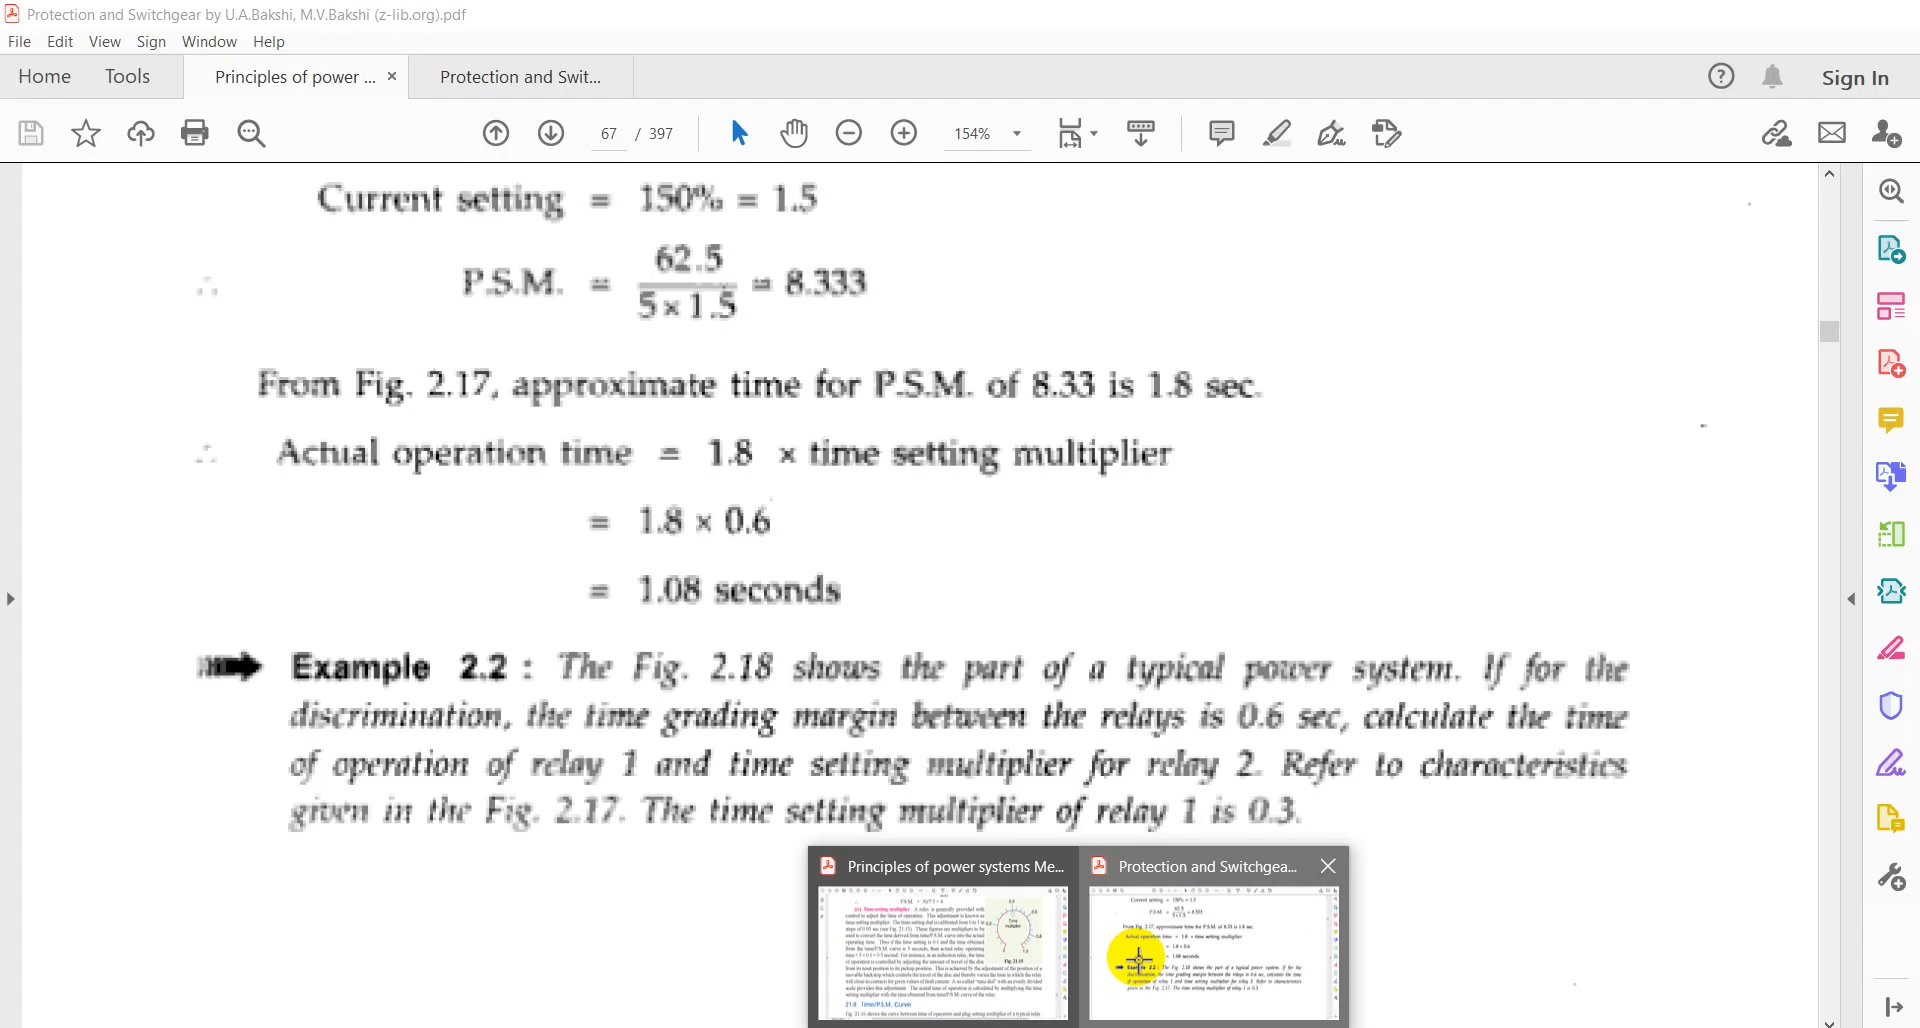 Protection and Switchgear by U.A.Bakshi, M.V.Bakshi (z-lib.org).pdf
File Edit View Sign Window Help
Home Tools Principles of power ... × Protection and Swit... Sign In
67 / 397 154%
Current setting = 150% = 1.5
∴ P.S.M. = 62.5 / 5 × 1.5 = 8.333
From Fig. 2.17, approximate time for P.S.M. of 8.33 is 1.8 sec.
∴ Actual operation time = 1.8 × time setting multiplier
= 1.8 × 0.6
= 1.08 seconds
Example 2.2 : The Fig. 2.18 shows the part of a typical power system. If for the
discrimination, the time grading margin between the relays is 0.6 sec, calculate the time
of operation of relay 1 and time setting multiplier for relay 2. Refer to characteristics
given in the Fig. 2.17. The time setting multiplier of relay 1 is 0.3.
Principles of power systems Me... Protection and Switchgea...
21.8 Time/P.S.M. Curve